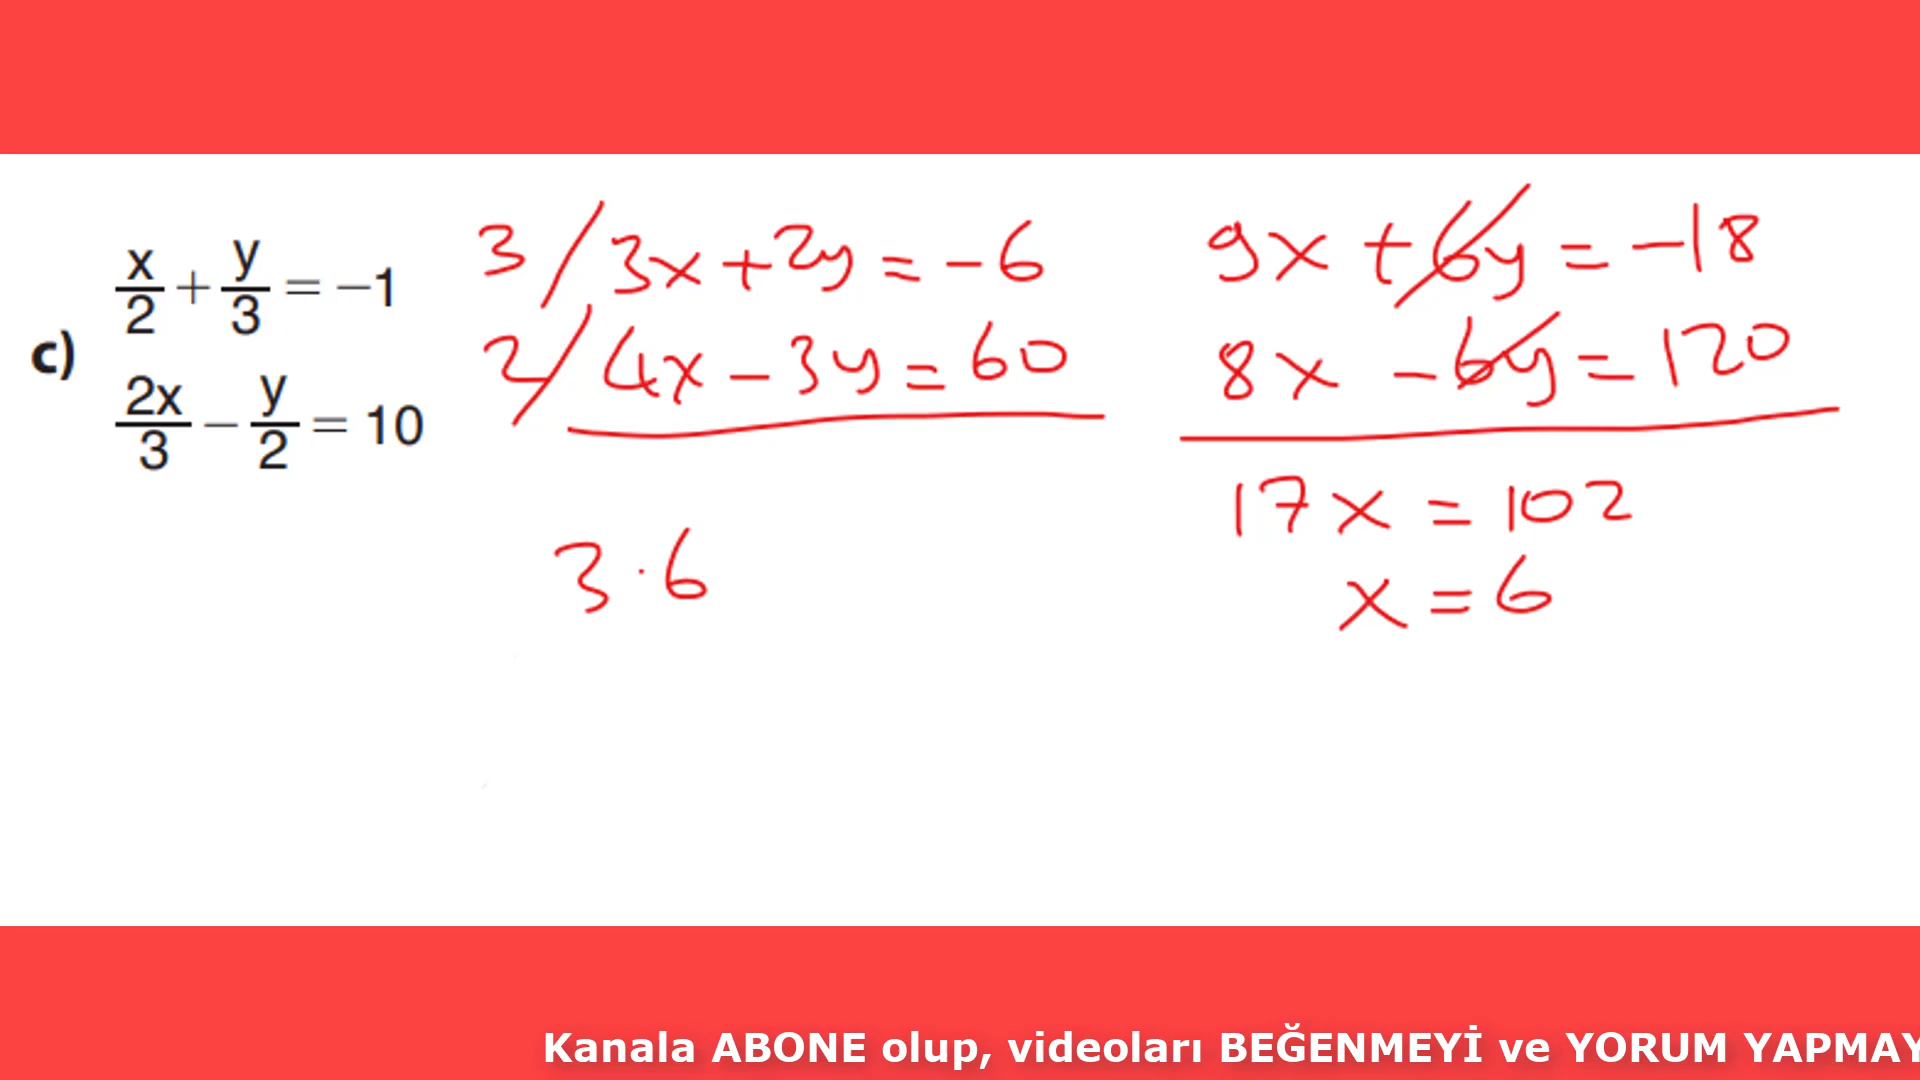 c)
x/2 + y/3 = −1
2x/3 − y/2 = 10
3/ 3x + 2y = -6
2/ 4x - 3y = 60
3·6
9x + 6y = -18
8x - 6y = 120
17x = 102
x = 6
Kanala ABONE olup, videoları BEĞENMEYİ ve YORUM YAPMAY